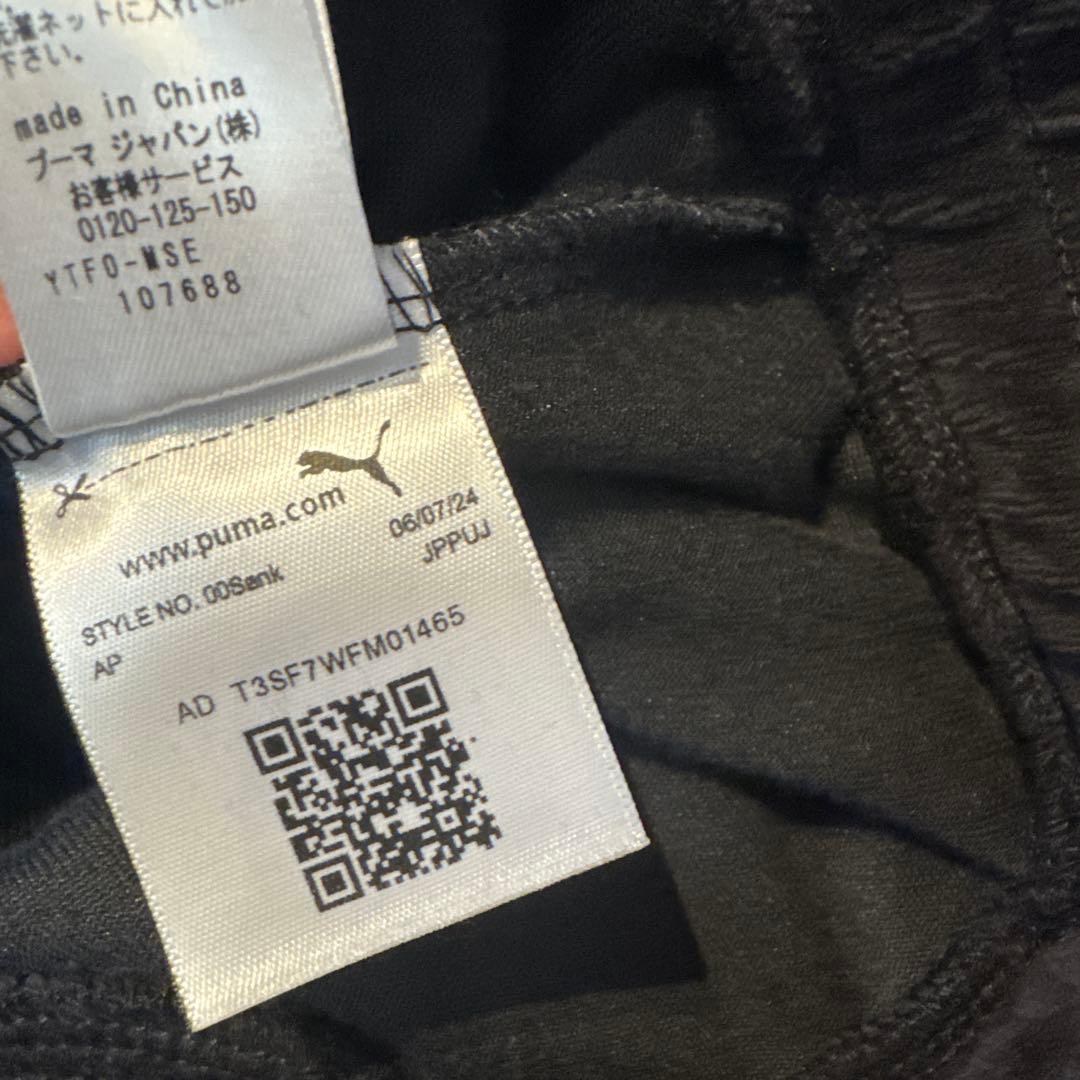 洗濯ネットに入れて
下さい。
made in China
プーマ ジャパン(株)
お客様サービス
0120-125-150
YTFO-MSE
107688
www.puma.com
06/07/24
STYLE NO. 00Sank
JPPUJ
AP
AD T3SF7WFM01465